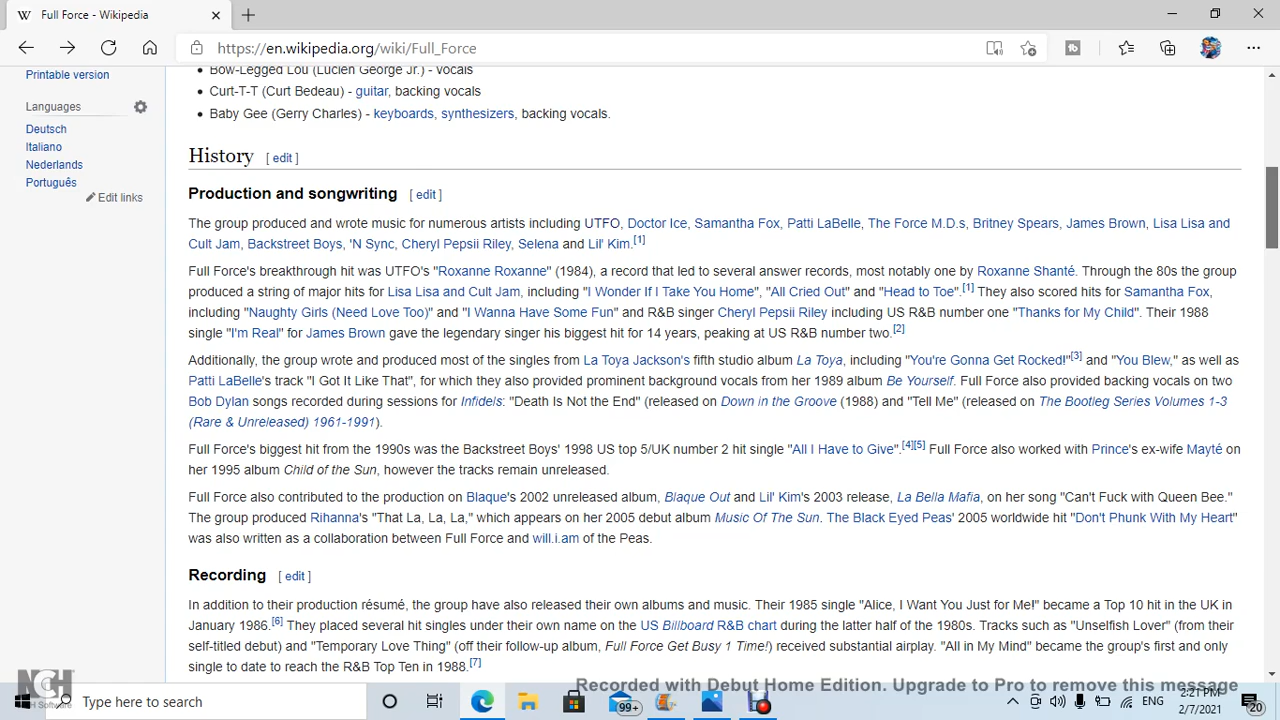 Full Force - Wikipedia
https://en.wikipedia.org/wiki/Full_Force
Printable version
Languages
Deutsch
Italiano
Nederlands
Português
Edit links
Bow-Legged Lou (Lucien George Jr.) - vocals
Curt-T-T (Curt Bedeau) - guitar, backing vocals
Baby Gee (Gerry Charles) - keyboards, synthesizers, backing vocals.
History [ edit ]
Production and songwriting [ edit ]
The group produced and wrote music for numerous artists including UTFO, Doctor Ice, Samantha Fox, Patti LaBelle, The Force M.D.s, Britney Spears, James Brown, Lisa Lisa and
Cult Jam, Backstreet Boys, 'N Sync, Cheryl Pepsii Riley, Selena and Lil' Kim.[1]
Full Force's breakthrough hit was UTFO's "Roxanne Roxanne" (1984), a record that led to several answer records, most notably one by Roxanne Shanté. Through the 80s the group
produced a string of major hits for Lisa Lisa and Cult Jam, including "I Wonder If I Take You Home", "All Cried Out" and "Head to Toe".[1] They also scored hits for Samantha Fox,
including "Naughty Girls (Need Love Too)" and "I Wanna Have Some Fun" and R&B singer Cheryl Pepsii Riley including US R&B number one "Thanks for My Child". Their 1988
single "I'm Real" for James Brown gave the legendary singer his biggest hit for 14 years, peaking at US R&B number two.[2]
Additionally, the group wrote and produced most of the singles from La Toya Jackson's fifth studio album La Toya, including "You're Gonna Get Rocked!"[3] and "You Blew," as well as
Patti LaBelle's track "I Got It Like That", for which they also provided prominent background vocals from her 1989 album Be Yourself. Full Force also provided backing vocals on two
Bob Dylan songs recorded during sessions for Infidels: "Death Is Not the End" (released on Down in the Groove (1988) and "Tell Me" (released on The Bootleg Series Volumes 1-3
(Rare & Unreleased) 1961-1991).
Full Force's biggest hit from the 1990s was the Backstreet Boys' 1998 US top 5/UK number 2 hit single "All I Have to Give".[4][5] Full Force also worked with Prince's ex-wife Mayté on
her 1995 album Child of the Sun, however the tracks remain unreleased.
Full Force also contributed to the production on Blaque's 2002 unreleased album, Blaque Out and Lil' Kim's 2003 release, La Bella Mafia, on her song "Can't Fuck with Queen Bee."
The group produced Rihanna's "That La, La, La," which appears on her 2005 debut album Music Of The Sun. The Black Eyed Peas' 2005 worldwide hit "Don't Phunk With My Heart"
was also written as a collaboration between Full Force and will.i.am of the Peas.
Recording [ edit ]
In addition to their production résumé, the group have also released their own albums and music. Their 1985 single "Alice, I Want You Just for Me!" became a Top 10 hit in the UK in
January 1986.[6] They placed several hit singles under their own name on the US Billboard R&B chart during the latter half of the 1980s. Tracks such as "Unselfish Lover" (from their
self-titled debut) and "Temporary Love Thing" (off their follow-up album, Full Force Get Busy 1 Time!) received substantial airplay. "All in My Mind" became the group's first and only
single to date to reach the R&B Top Ten in 1988.[7]
NCH Software
Recorded with Debut Home Edition. Upgrade to Pro to remove this message
Type here to search
99+
ENG
2:21 PM
2/7/2021
20